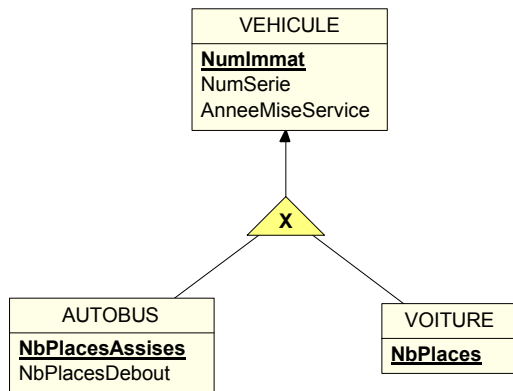 VEHICULE
NumImmat
NumSerie
AnneeMiseService
X
AUTOBUS
NbPlacesAssises
NbPlacesDebout
VOITURE
NbPlaces